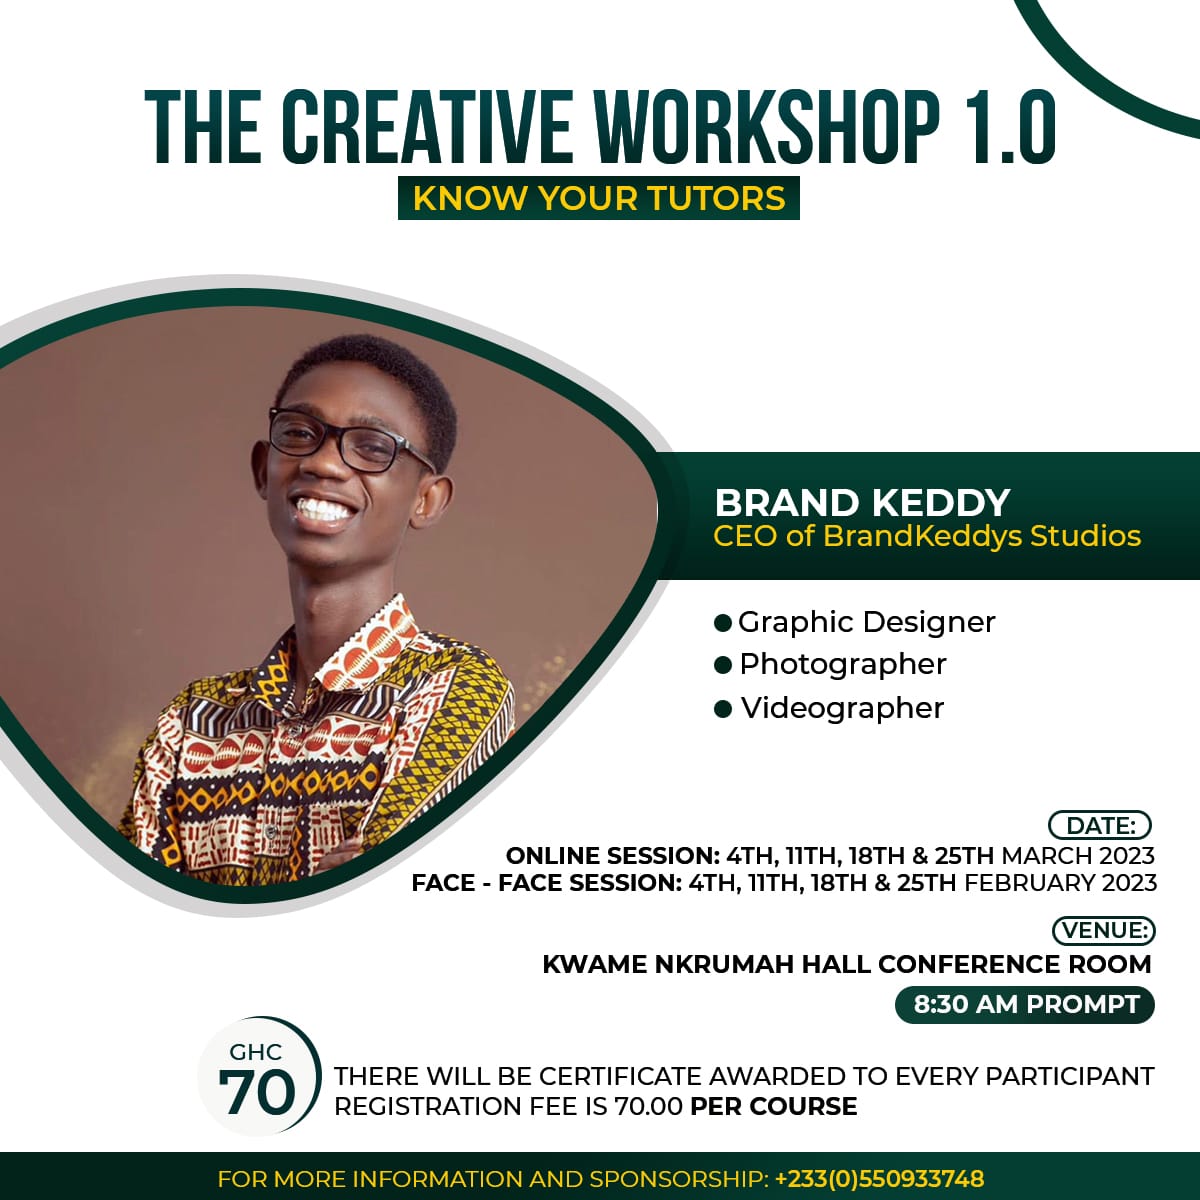 THE CREATIVE WORKSHOP 1.0
KNOW YOUR TUTORS
BRAND KEDDY
CEO of BrandKeddys Studios
Graphic Designer
Photographer
Videographer
DATE:
ONLINE SESSION: 4TH, 11TH, 18TH & 25TH MARCH 2023
FACE - FACE SESSION: 4TH, 11TH, 18TH & 25TH FEBRUARY 2023
VENUE:
KWAME NKRUMAH HALL CONFERENCE ROOM
8:30 AM PROMPT
GHC
70
THERE WILL BE CERTIFICATE AWARDED TO EVERY PARTICIPANT
REGISTRATION FEE IS 70.00 PER COURSE
FOR MORE INFORMATION AND SPONSORSHIP: +233(0)550933748